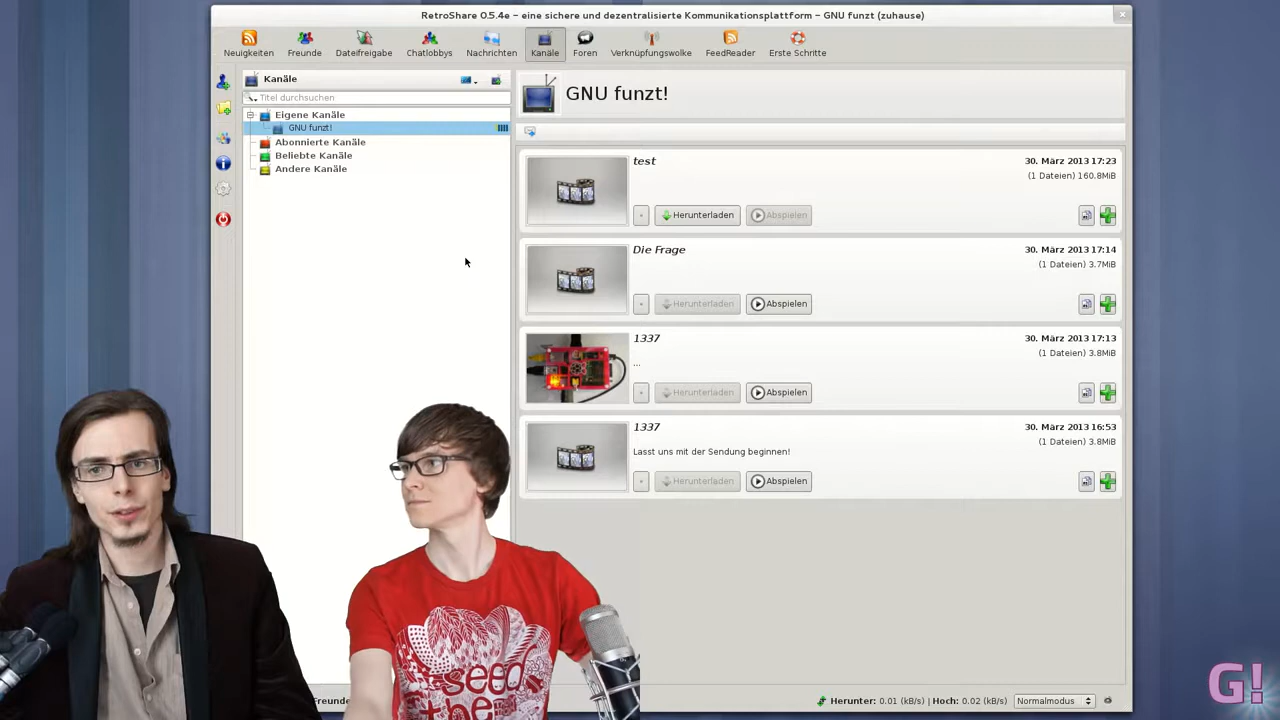 RetroShare 0.5.4e – eine sichere und dezentralisierte Kommunikationsplattform – GNU funzt (zuhause)
Neuigkeiten Freunde Dateifreigabe Chatlobbys Nachrichten Kanäle Foren Verknüpfungswolke FeedReader Erste Schritte
Kanäle
Titel durchsuchen
Eigene Kanäle
GNU funzt!
Abonnierte Kanäle
Beliebte Kanäle
Andere Kanäle
GNU funzt!
test
30. März 2013 17:23
(1 Dateien) 160.8MiB
Herunterladen Abspielen
Die Frage
30. März 2013 17:14
(1 Dateien) 3.7MiB
Herunterladen Abspielen
1337
30. März 2013 17:13
(1 Dateien) 3.8MiB
...
Herunterladen Abspielen
1337
30. März 2013 16:53
(1 Dateien) 3.8MiB
Lasst uns mit der Sendung beginnen!
Herunterladen Abspielen
seed
the
Freunde
Herunter: 0.01 (kB/s) | Hoch: 0.02 (kB/s) Normalmodus
G!